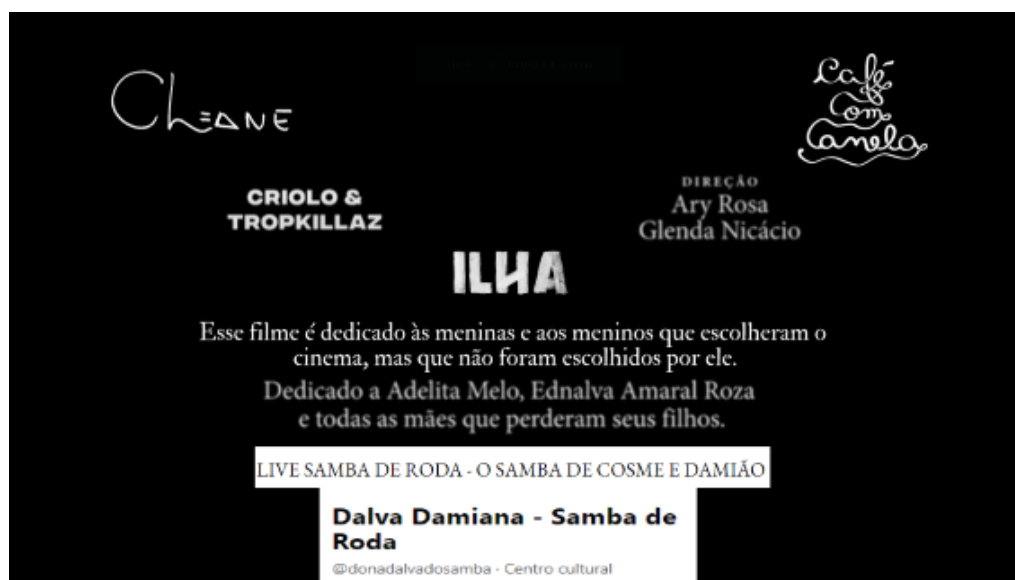 CLEANE
Café
Com
Canela
CRIOLO &
TROPKILLAZ
DIREÇÃO
Ary Rosa
Glenda Nicácio
ILHA
Esse filme é dedicado às meninas e aos meninos que escolheram o
cinema, mas que não foram escolhidos por ele.
Dedicado a Adelita Melo, Ednalva Amaral Roza
e todas as mães que perderam seus filhos.
LIVE SAMBA DE RODA - O SAMBA DE COSME E DAMIÃO
Dalva Damiana - Samba de
Roda
@donadalvadosamba - Centro cultural